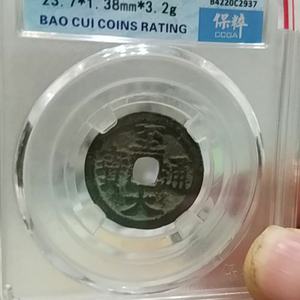 23.7*1.38mm*3.2g
BAO CUI COINS RATING
B4220C2937
保粹
CCGA
至大通寶